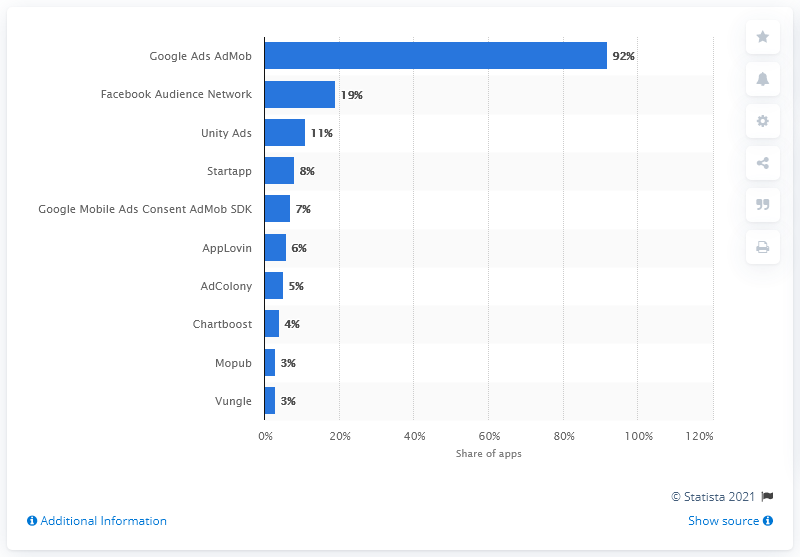 Google Ads AdMob 92%
Facebook Audience Network 19%
Unity Ads 11%
Startapp 8%
Google Mobile Ads Consent AdMob SDK 7%
AppLovin 6%
AdColony 5%
Chartboost 4%
Mopub 3%
Vungle 3%
0% 20% 40% 60% 80% 100% 120%
Share of apps
© Statista 2021
Additional Information Show source